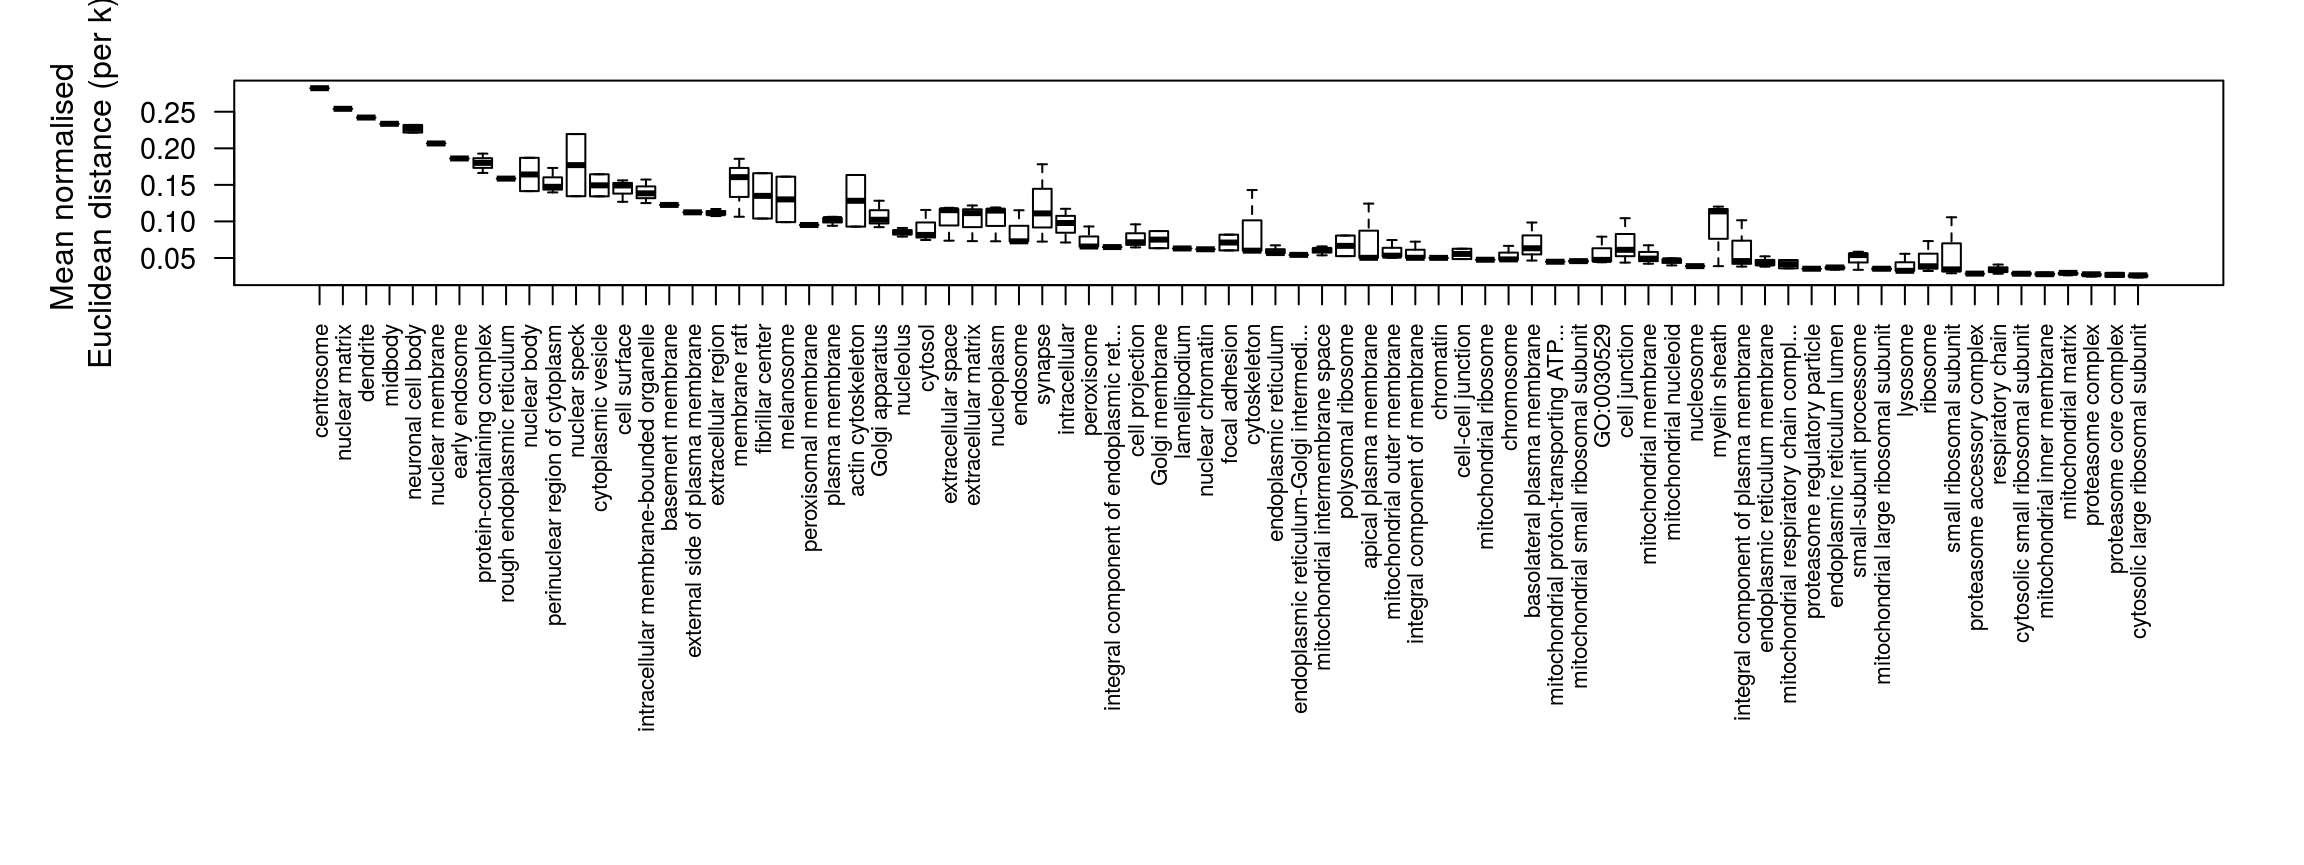 Mean normalised
Euclidean distance (per k)
0.25
0.20
0.15
0.10
0.05
centrosome
nuclear matrix
dendrite
midbody
neuronal cell body
nuclear membrane
early endosome
protein-containing complex
rough endoplasmic reticulum
nuclear body
perinuclear region of cytoplasm
nuclear speck
cytoplasmic vesicle
cell surface
intracellular membrane-bounded organelle
basement membrane
external side of plasma membrane
extracellular region
membrane raft
fibrillar center
melanosome
peroxisomal membrane
plasma membrane
actin cytoskeleton
Golgi apparatus
nucleolus
cytosol
extracellular space
extracellular matrix
nucleoplasm
endosome
synapse
intracellular
peroxisome
integral component of endoplasmic ret...
cell projection
Golgi membrane
lamellipodium
nuclear chromatin
focal adhesion
cytoskeleton
endoplasmic reticulum
endoplasmic reticulum-Golgi intermedi...
mitochondrial intermembrane space
polysomal ribosome
apical plasma membrane
mitochondrial outer membrane
integral component of membrane
chromatin
cell-cell junction
mitochondrial ribosome
chromosome
basolateral plasma membrane
mitochondrial proton-transporting ATP...
mitochondrial small ribosomal subunit
GO:0030529
cell junction
mitochondrial membrane
mitochondrial nucleoid
nucleosome
myelin sheath
integral component of plasma membrane
endoplasmic reticulum membrane
mitochondrial respiratory chain compl...
proteasome regulatory particle
endoplasmic reticulum lumen
small-subunit processome
mitochondrial large ribosomal subunit
lysosome
ribosome
small ribosomal subunit
proteasome accessory complex
respiratory chain
cytosolic small ribosomal subunit
mitochondrial inner membrane
mitochondrial matrix
proteasome complex
proteasome core complex
cytosolic large ribosomal subunit